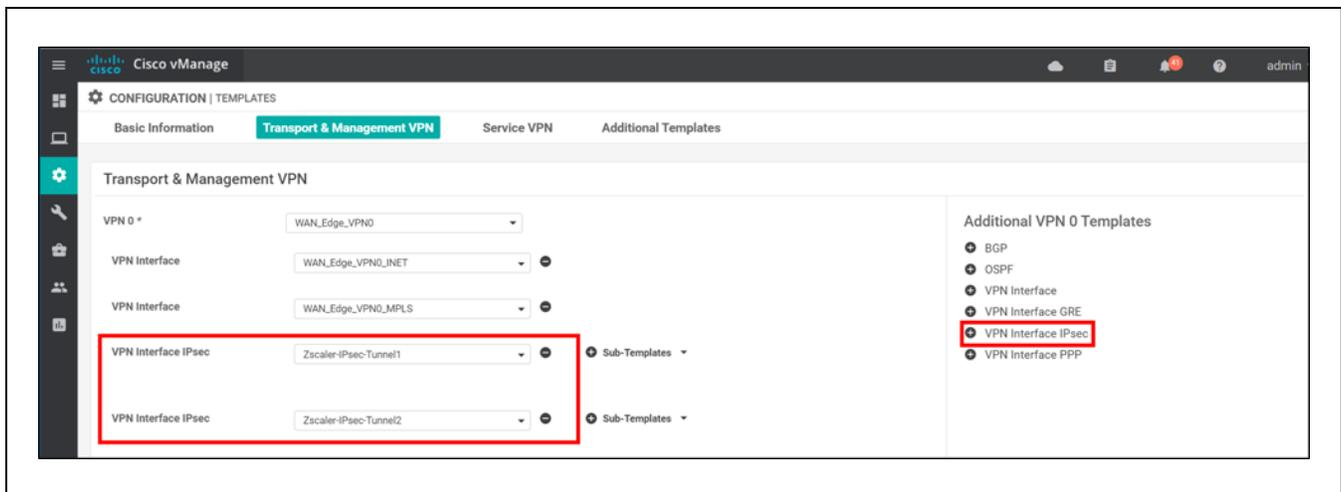 cisco Cisco vManage 41 admin
CONFIGURATION | TEMPLATES
Basic Information Transport & Management VPN Service VPN Additional Templates
Transport & Management VPN
VPN 0 * WAN_Edge_VPN0
VPN Interface WAN_Edge_VPN0_INET
VPN Interface WAN_Edge_VPN0_MPLS
VPN Interface IPsec Zscaler-IPsec-Tunnel1 Sub-Templates
VPN Interface IPsec Zscaler-IPsec-Tunnel2 Sub-Templates
Additional VPN 0 Templates
BGP
OSPF
VPN Interface
VPN Interface GRE
VPN Interface IPsec
VPN Interface PPP